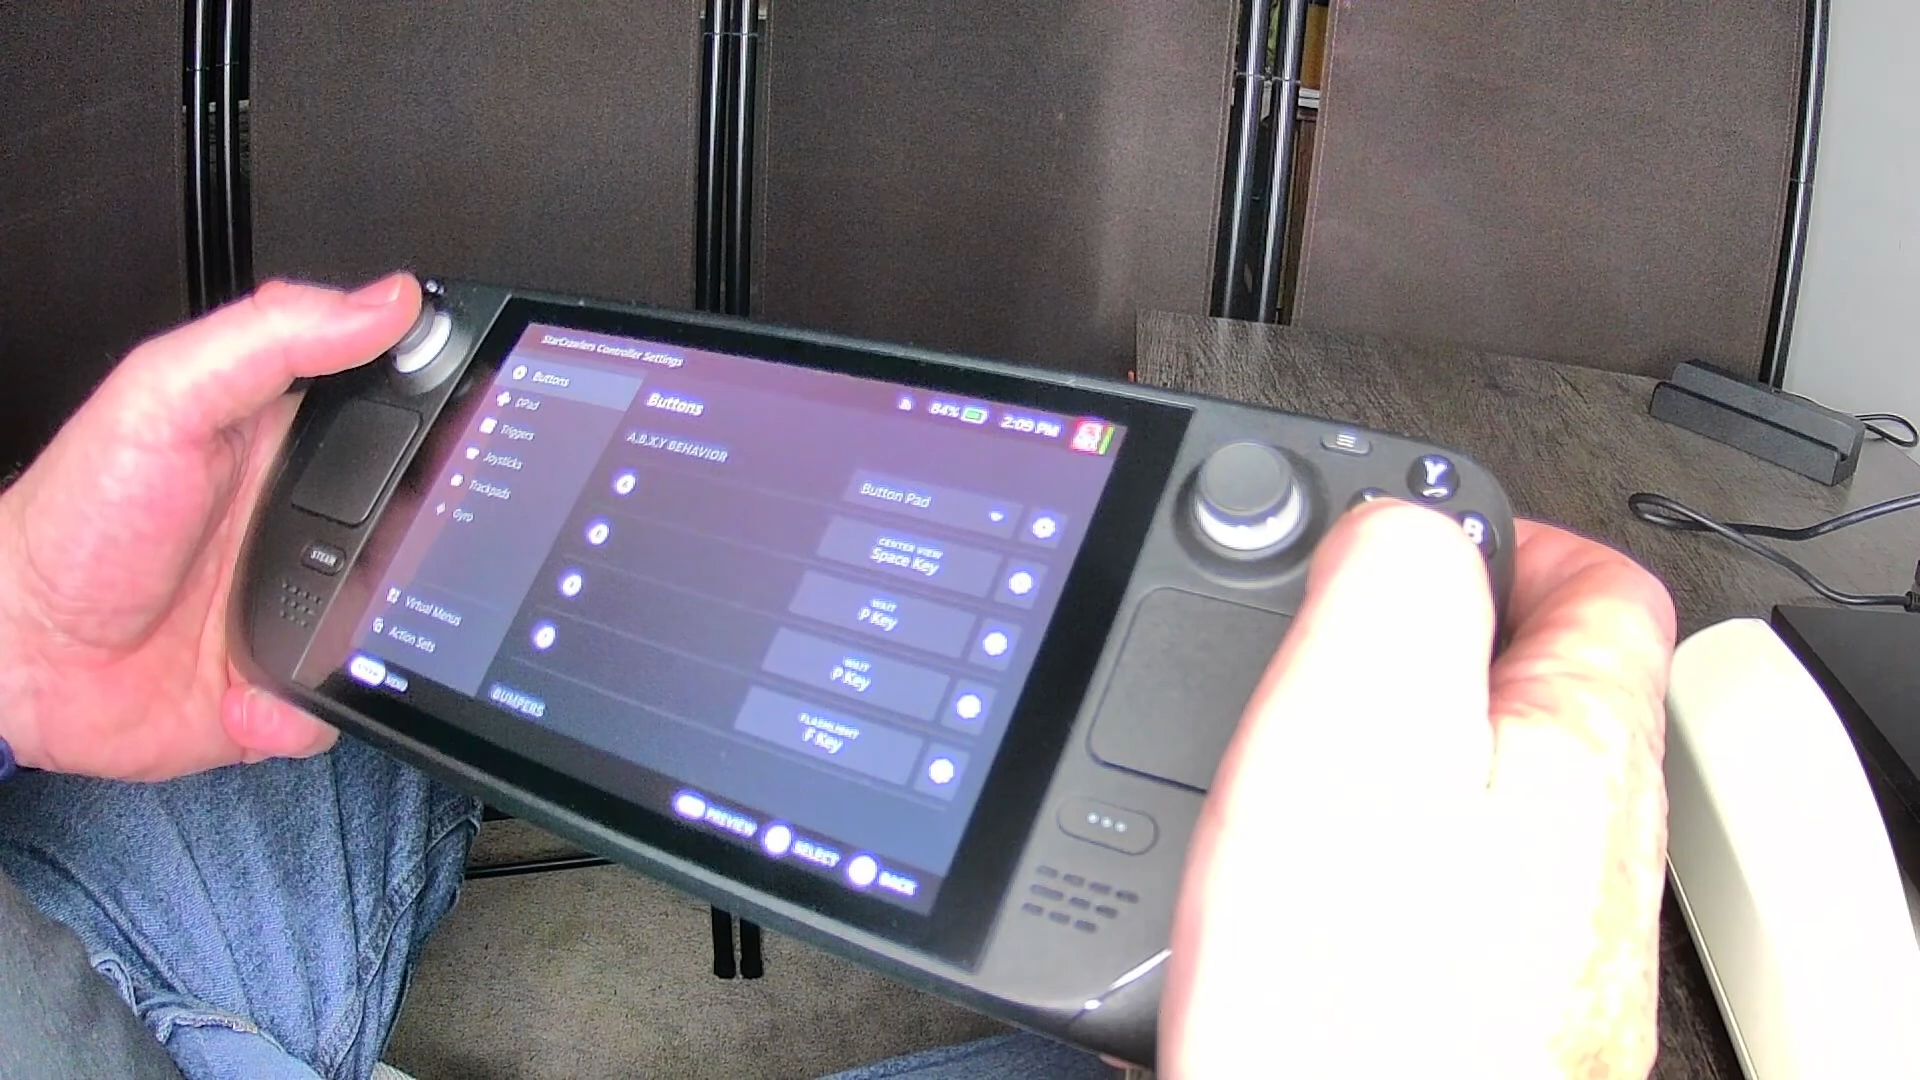 StarCrawlers Controller Settings
84% 2:09 PM
Buttons
DPad
Triggers
Joysticks
Trackpads
Gyro
Virtual Menus
Action Sets
Buttons
A,B,X,Y BEHAVIOR
Button Pad
CENTER VIEW
Space Key
WAIT
P Key
WAIT
P Key
FLASHLIGHT
F Key
BUMPERS
MENU
PREVIEW
SELECT
BACK
STEAM
Y
B